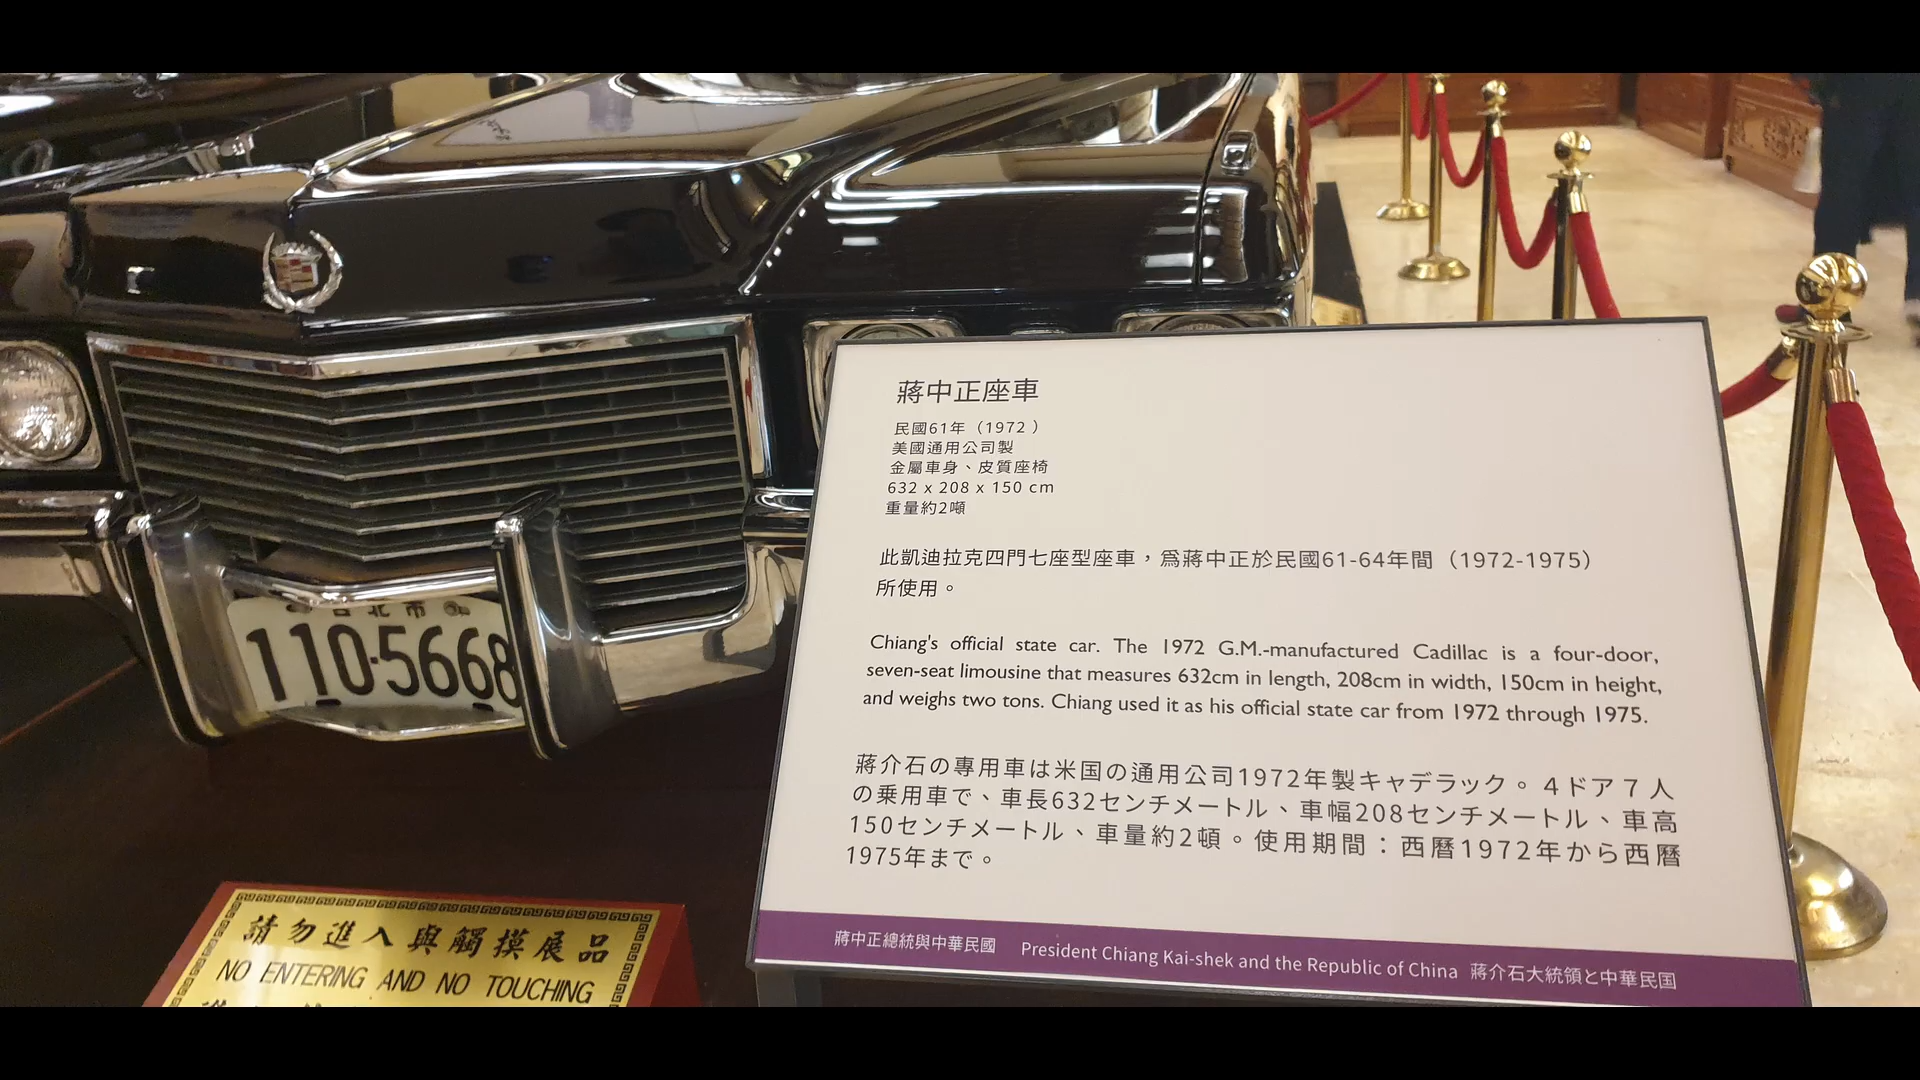 蔣中正座車
民國61年（1972 ）
美國通用公司製
金屬車身、皮質座椅
632 x 208 x 150 cm
重量約2噸
此凱迪拉克四門七座型座車，爲蔣中正於民國61-64年間（1972-1975）
所使用。
Chiang's official state car. The 1972 G.M.-manufactured Cadillac is a four-door,
seven-seat limousine that measures 632cm in length, 208cm in width, 150cm in height,
and weighs two tons. Chiang used it as his official state car from 1972 through 1975.
蔣介石の專用車は米国の通用公司1972年製キャデラック。４ドア７人
の乗用車で、車長632センチメートル、車幅208センチメートル、車高
150センチメートル、車量約2頓。使用期間：西曆1972年から西曆
1975年まで。
蔣中正總統與中華民國 President Chiang Kai-shek and the Republic of China 蔣介石大統領と中華民国
台北市
110-5668
請勿進入與觸摸展品
NO ENTERING AND NO TOUCHING